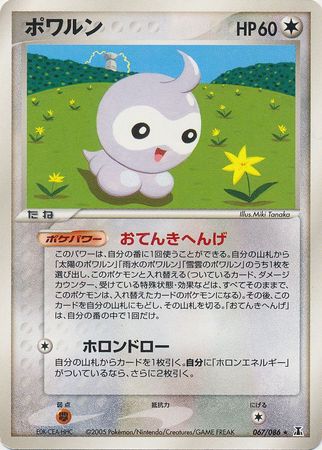 ポワルン HP60
Illus.Miki Tanaka
たね
ポケパワー おてんきへんげ
このパワーは、自分の番に1回使うことができる。自分の山札から
「太陽のポワルン」「雨水のポワルン」「雪雲のポワルン」のうち1枚を
選び出し、このポケモンと入れ替える(ついているカード、ダメージ
カウンター、受けている特殊状態・効果などは、すべてそのままで、
このポケモンは、入れ替えたカードのポケモンになる)。その後、この
カードを自分の山札にもどし、その山札を切る。「おてんきへんげ」
は、自分の番の中で1回だけ。
ホロンドロー
自分の山札からカードを1枚引く。自分に「ホロンエネルギー」
がついているなら、さらに2枚引く。
弱点 抵抗力 にげる
EØK-CEA-HHC ©2005 Pokémon/Nintendo/Creatures/GAME FREAK 067/086 ★